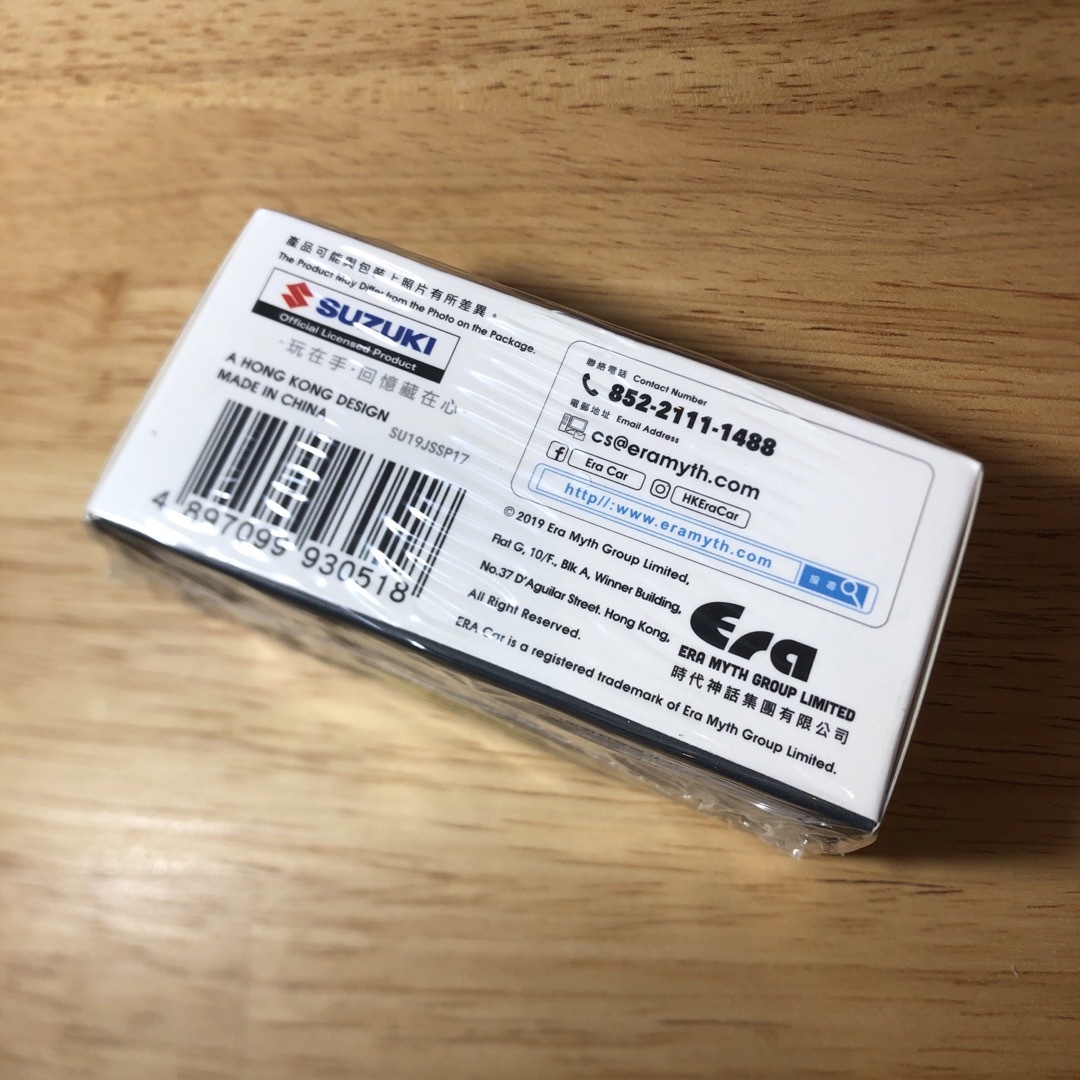 產品可能與包裝上照片有所差異。
The Product May Differ from the Photo on the Package.
SUZUKI
Official Licensed Product
-玩在手,回憶藏在心-
A HONG KONG DESIGN
MADE IN CHINA
SU19JSSP17
4 897099 930518
聯絡電話 Contact Number
852-2111-1488
電郵地址 Email Address
cs@eramyth.com
f Era Car HKEraCar
http//:www.eramyth.com
搜尋
© 2019 Era Myth Group Limited,
Flat G, 10/F., Blk A, Winner Building,
No.37 D'Aguilar Street. Hong Kong,
All Right Reserved.
ERA Car is a registered trademark of Era Myth Group Limited.
Era
ERA MYTH GROUP LIMITED
時代神話集團有限公司